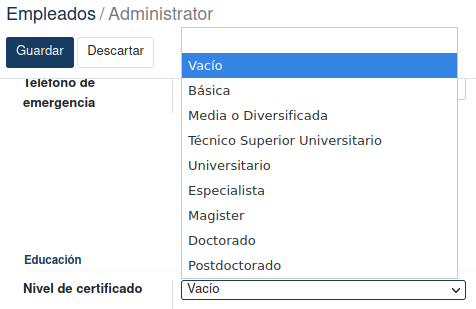 Empleados / Administrator
Guardar
Descartar
Teléfono de
emergencia
Vacío
Básica
Media o Diversificada
Técnico Superior Universitario
Universitario
Especialista
Magister
Doctorado
Postdoctorado
Educación
Nivel de certificado
Vacío